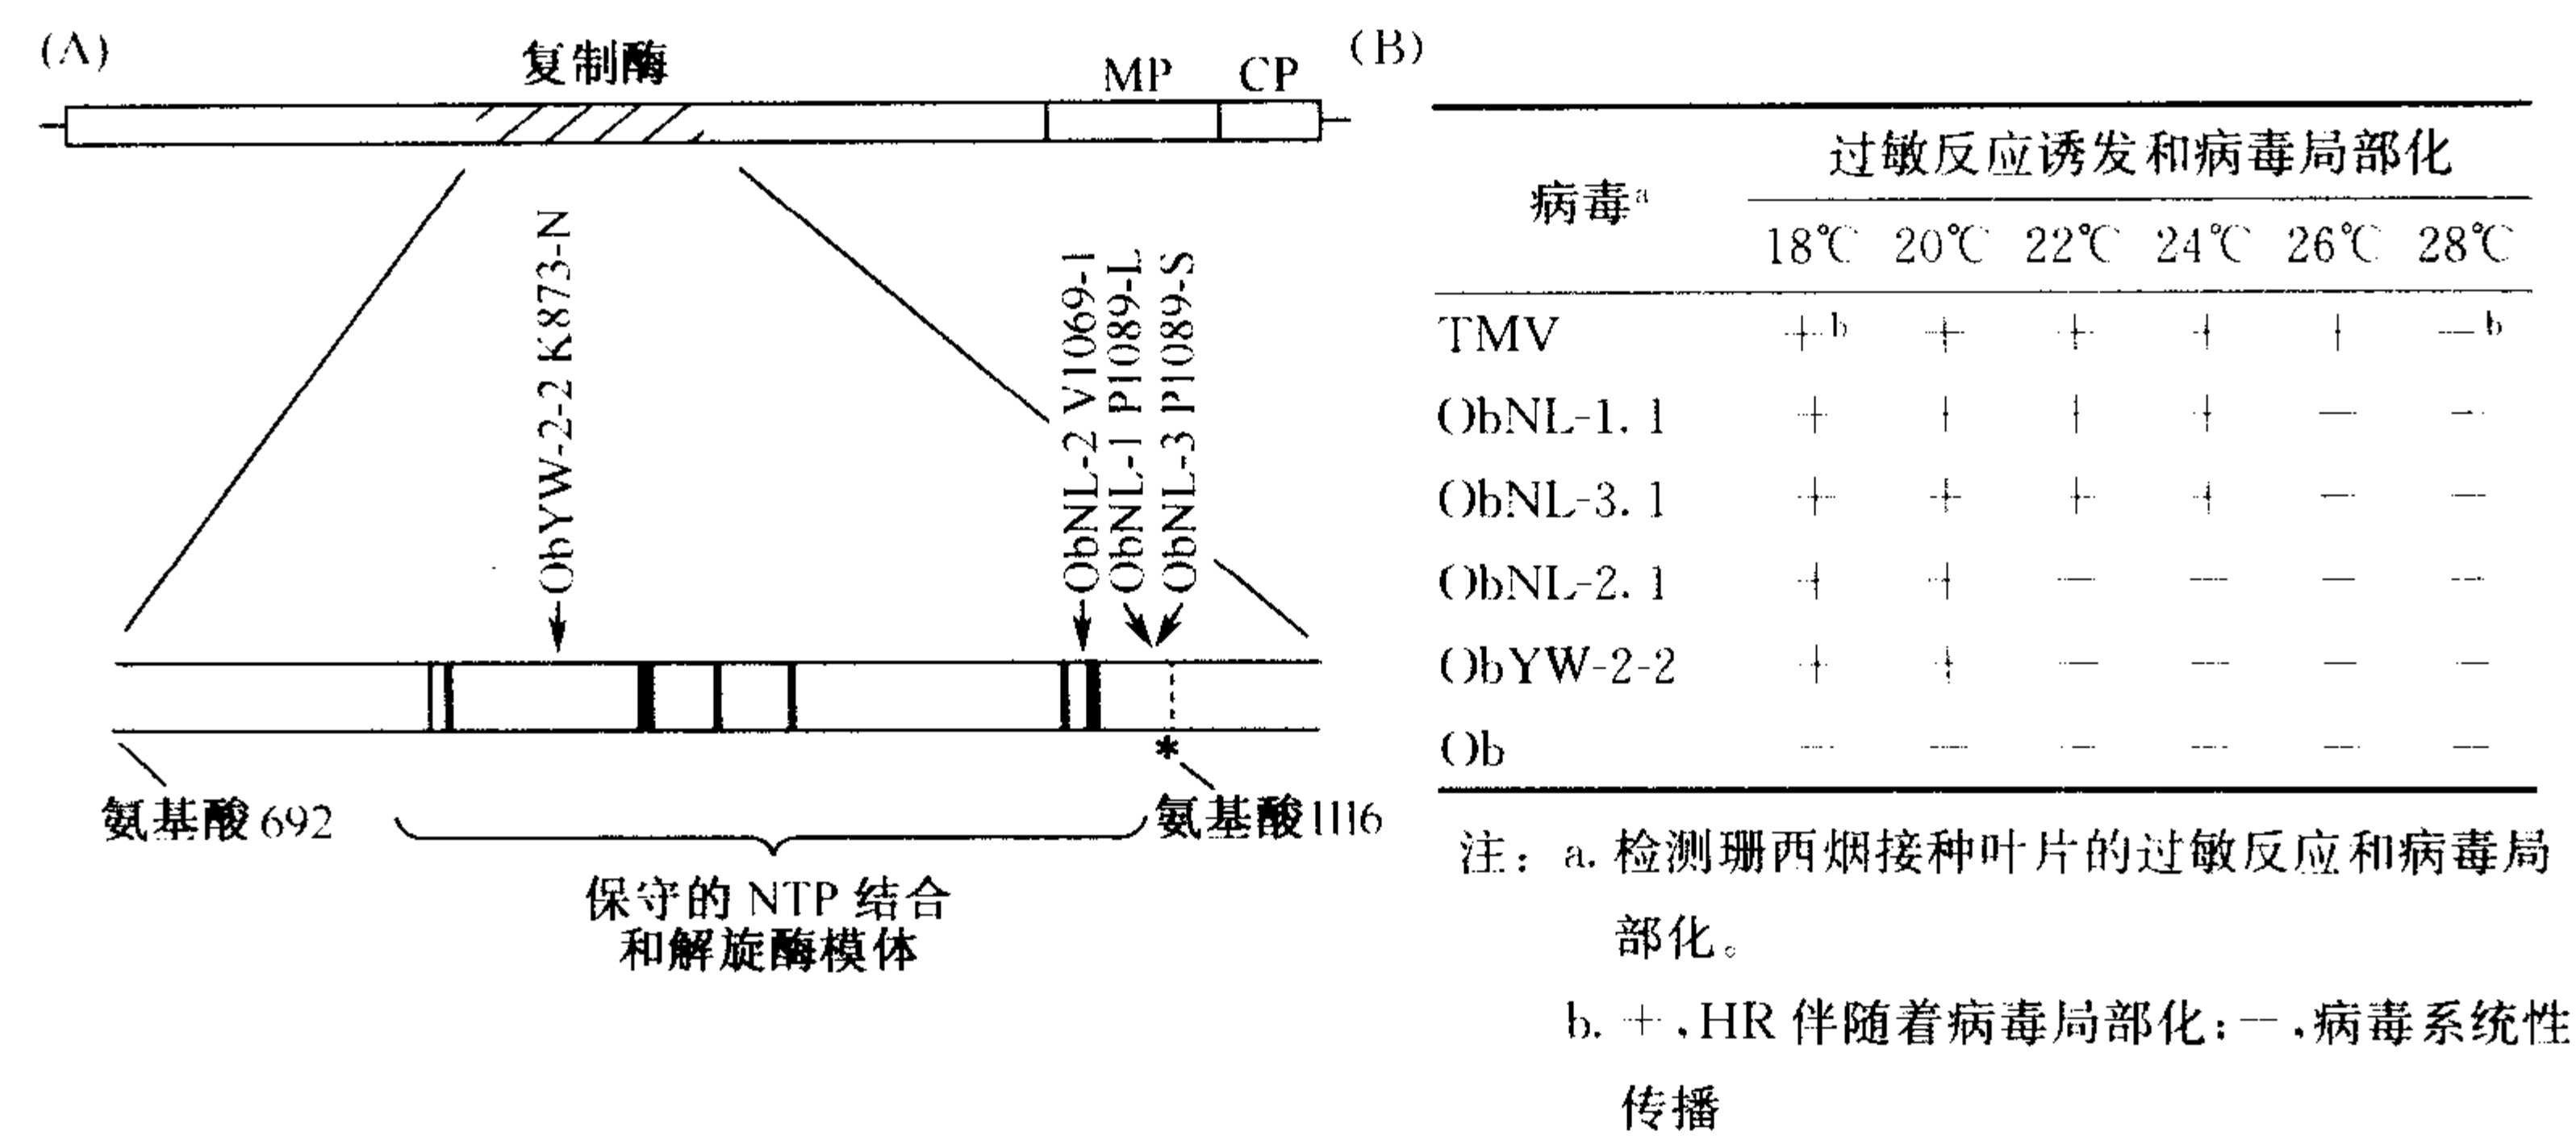 (A)
复制酶
MP
CP
ObYW-2-2 K873-N
ObNL-2 V1069-1
ObNL-1 P1089-L
ObNL-3 P1089-S
*
氨基酸 692
氨基酸 1116
保守的 NTP 结合
和解旋酶模体
(B)
病毒a 过敏反应诱发和病毒局部化
18℃ 20℃ 22℃ 24℃ 26℃ 28℃
TMV +b + + + + —b
ObNL-1. 1 + + + + — —
ObNL-3. 1 + + + + — —
ObNL-2. 1 + + — — — —
ObYW-2-2 + + — — — —
Ob — — — — — —
注：a. 检测珊西烟接种叶片的过敏反应和病毒局
部化。
b. +，HR 伴随着病毒局部化；—，病毒系统性
传播